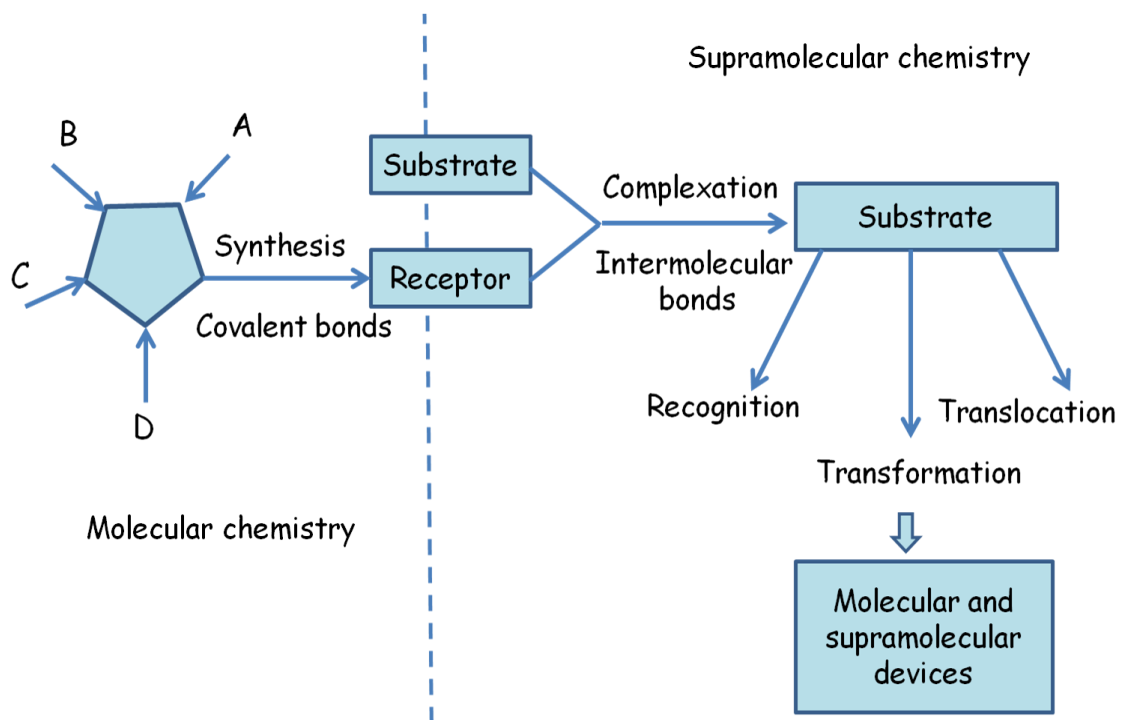 Supramolecular chemistry
B
A
C
D
Synthesis
Covalent bonds
Molecular chemistry
Substrate
Receptor
Complexation
Intermolecular
bonds
Substrate
Recognition
Translocation
Transformation
Molecular and
supramolecular
devices